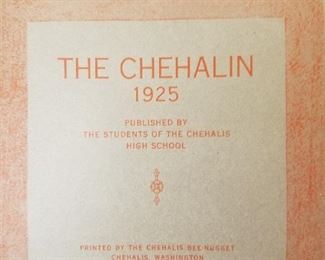 THE CHEHALIN
1925
PUBLISHED BY
THE STUDENTS OF THE CHEHALIS
HIGH SCHOOL
PRINTED BY THE CHEHALIS BEE-NUGGET
CHEHALIS, WASHINGTON